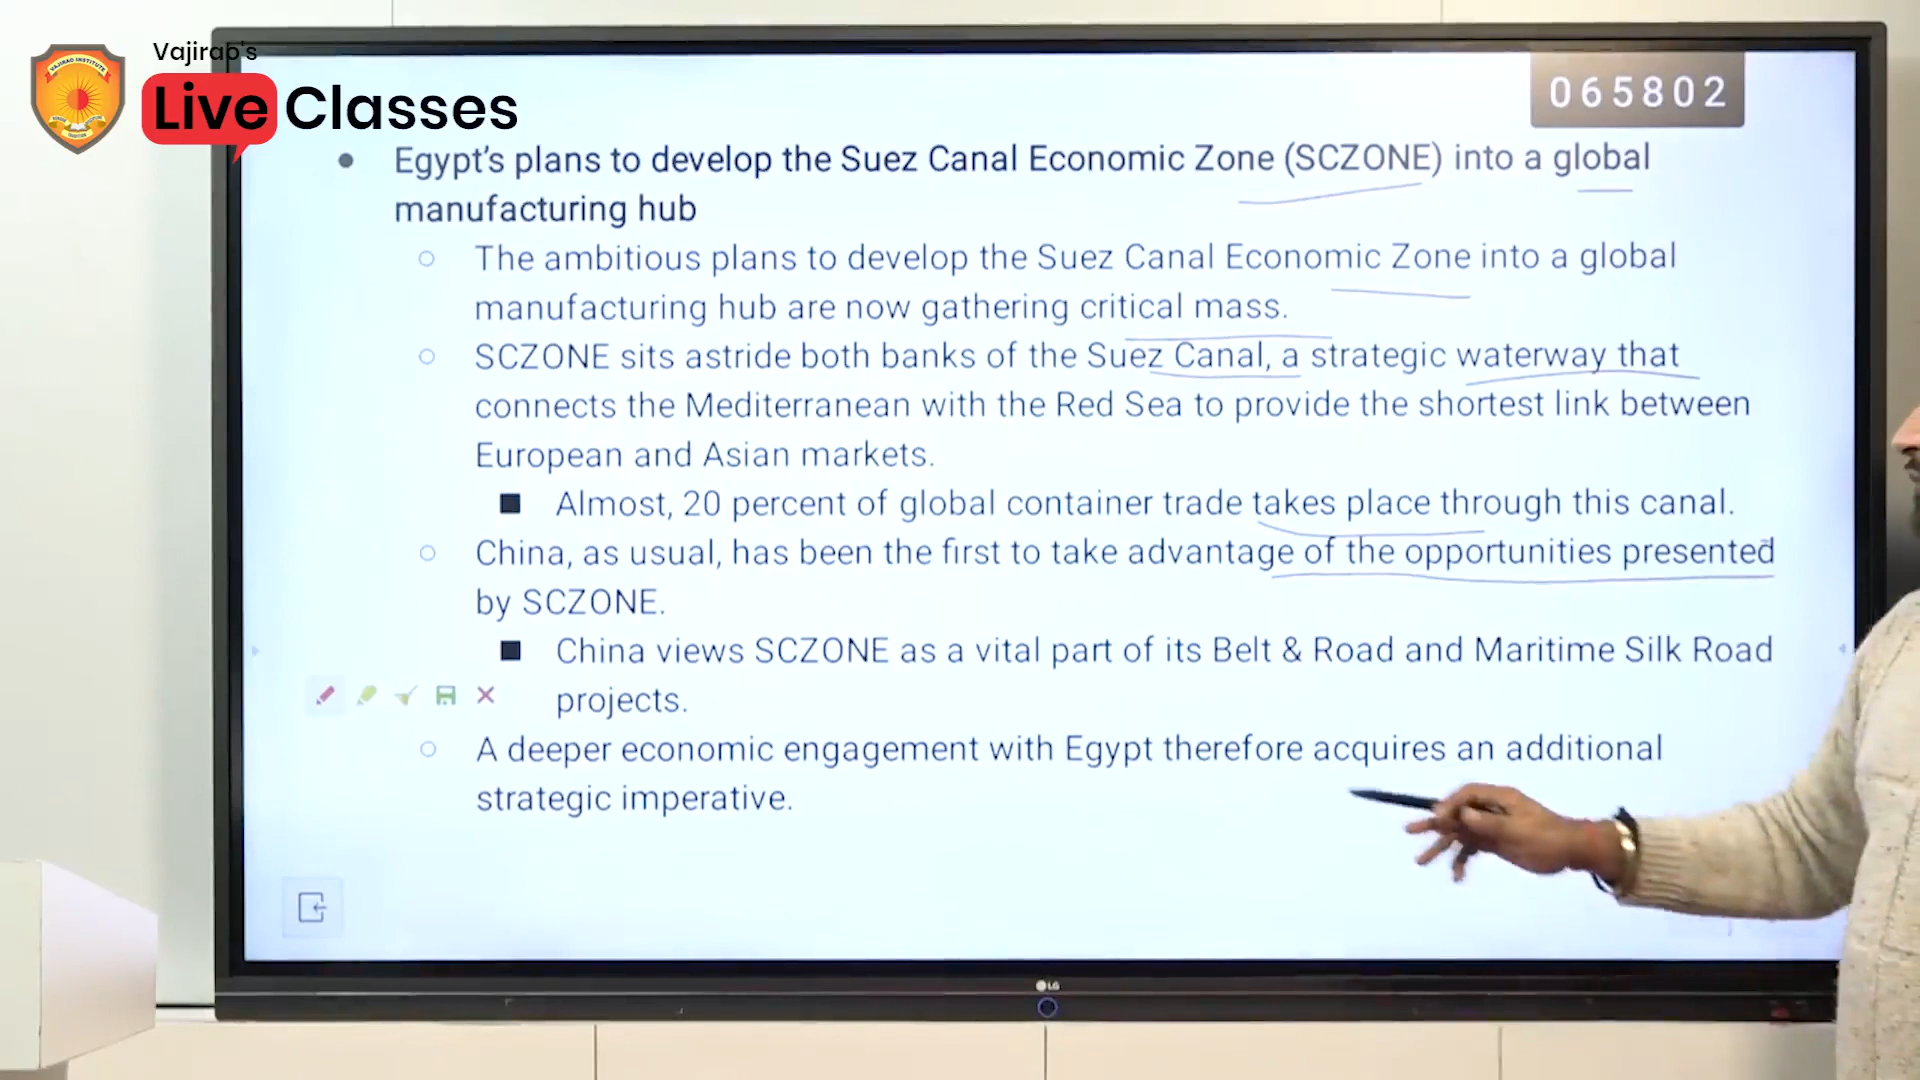 Vajirao's
Live Classes
VAJIRAO INSTITUTE
065802
Egypt's plans to develop the Suez Canal Economic Zone (SCZONE) into a global
manufacturing hub
The ambitious plans to develop the Suez Canal Economic Zone into a global
manufacturing hub are now gathering critical mass.
SCZONE sits astride both banks of the Suez Canal, a strategic waterway that
connects the Mediterranean with the Red Sea to provide the shortest link between
European and Asian markets.
Almost, 20 percent of global container trade takes place through this canal.
China, as usual, has been the first to take advantage of the opportunities presented
by SCZONE.
China views SCZONE as a vital part of its Belt & Road and Maritime Silk Road
projects.
A deeper economic engagement with Egypt therefore acquires an additional
strategic imperative.
LG